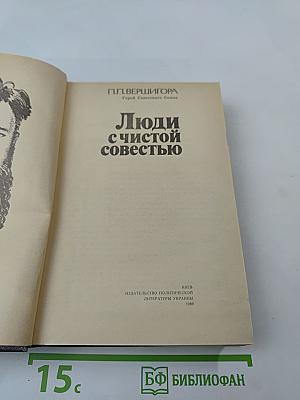 П.П.ВЕРШИГОРА
Герой Советского Союза
Люди
с чистой
совестью
КИЕВ
ИЗДАТЕЛЬСТВО ПОЛИТИЧЕСКОЙ
ЛИТЕРАТУРЫ УКРАИНЫ
15с
БФ БИБЛИОФАН